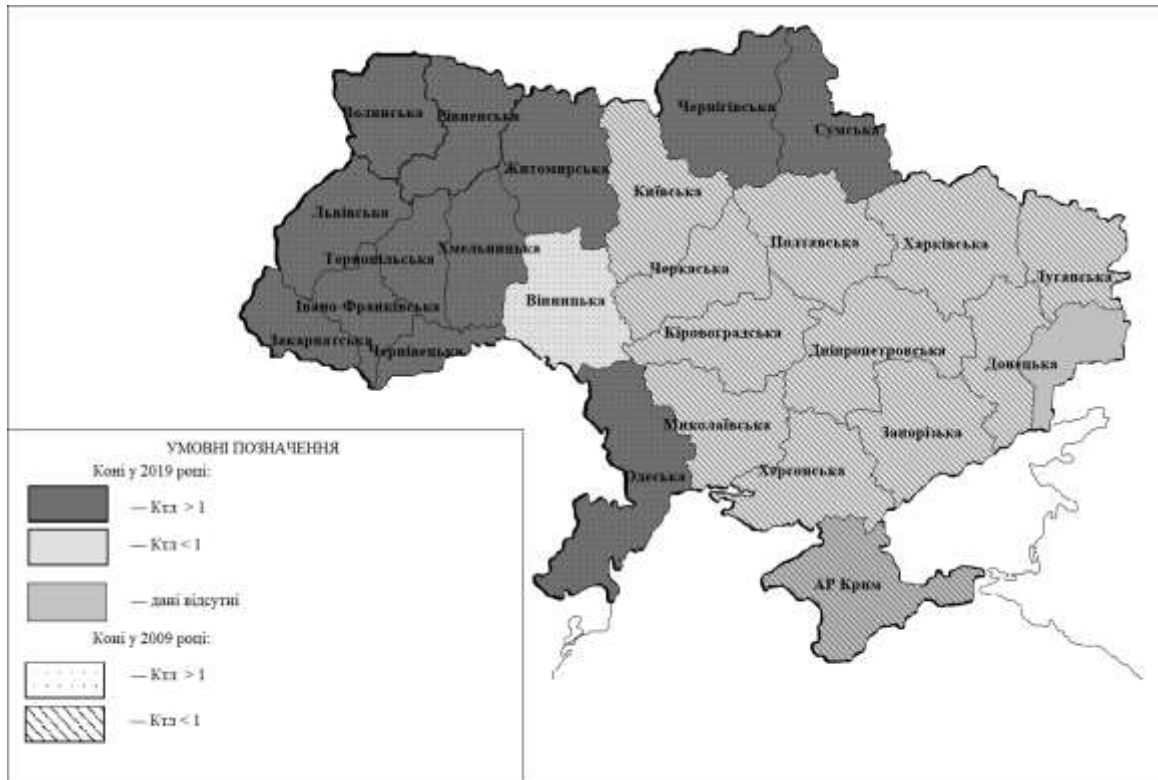 Волинська
Рівненська
Житомирська
Чернігівська
Сумська
Київська
Львівська
Тернопільська
Хмельницька
Полтавська
Харківська
Луганська
Черкаська
Вінницька
Івано-Франківська
Закарпатська
Чернівецька
Кіровоградська
Дніпропетровська
Донецька
Миколаївська
Запорізька
Одеська
Херсонська
АР Крим
УМОВНІ ПОЗНАЧЕННЯ
Коні у 2019 році:
— Ктл > 1
— Ктл < 1
— дані відсутні
Коні у 2009 році:
— Ктл > 1
— Ктл < 1